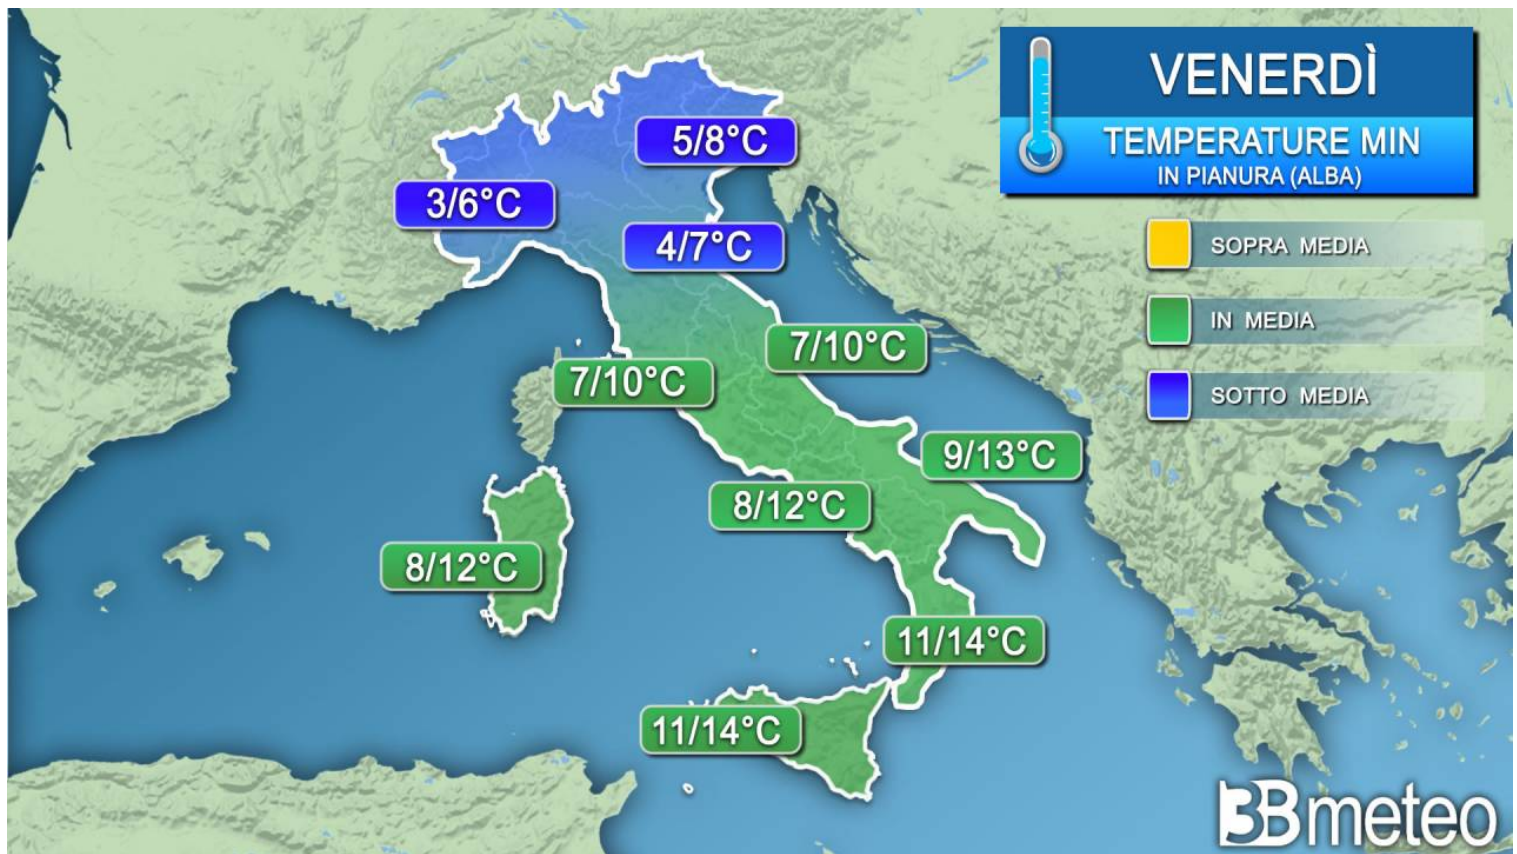 VENERDÌ
TEMPERATURE MIN
IN PIANURA (ALBA)
SOPRA MEDIA
IN MEDIA
SOTTO MEDIA
5/8°C
3/6°C
4/7°C
7/10°C
7/10°C
9/13°C
8/12°C
8/12°C
11/14°C
11/14°C
3Bmeteo